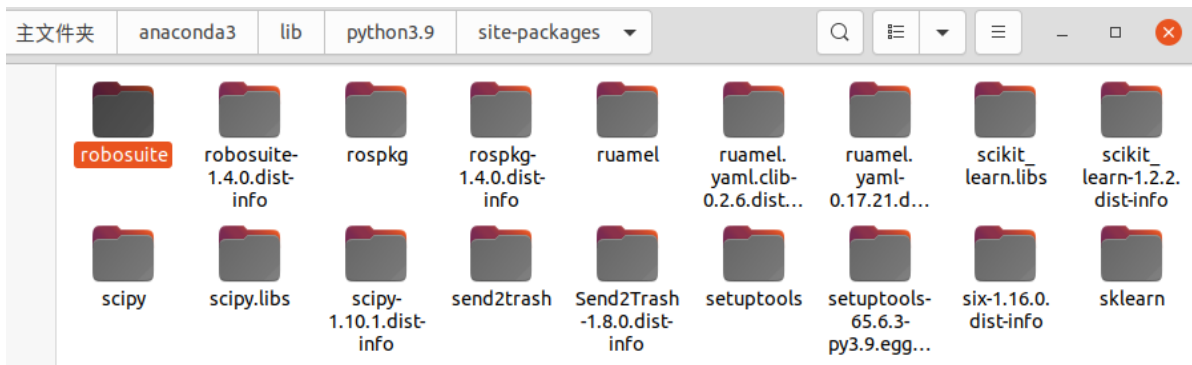 主文件夹 anaconda3 lib python3.9 site-packages
robosuite
robosuite-
1.4.0.dist-
info
rospkg
rospkg-
1.4.0.dist-
info
ruamel
ruamel.
yaml.clib-
0.2.6.dist...
ruamel.
yaml-
0.17.21.d...
scikit_
learn.libs
scikit_
learn-1.2.2.
dist-info
scipy
scipy.libs
scipy-
1.10.1.dist-
info
send2trash
Send2Trash
-1.8.0.dist-
info
setuptools
setuptools-
65.6.3-
py3.9.egg...
six-1.16.0.
dist-info
sklearn